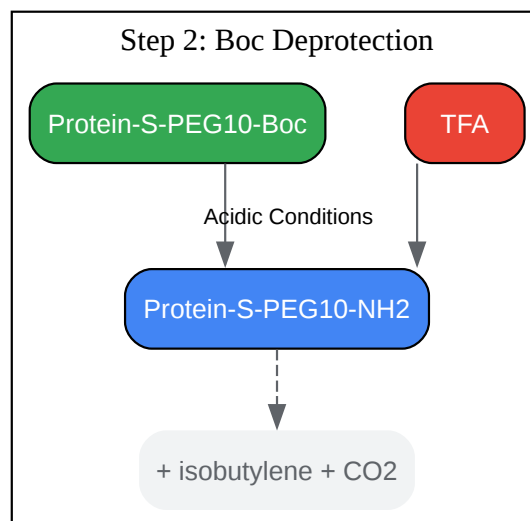 Step 2: Boc Deprotection
Protein-S-PEG10-Boc
TFA
Acidic Conditions
Protein-S-PEG10-NH2
+ isobutylene + CO2